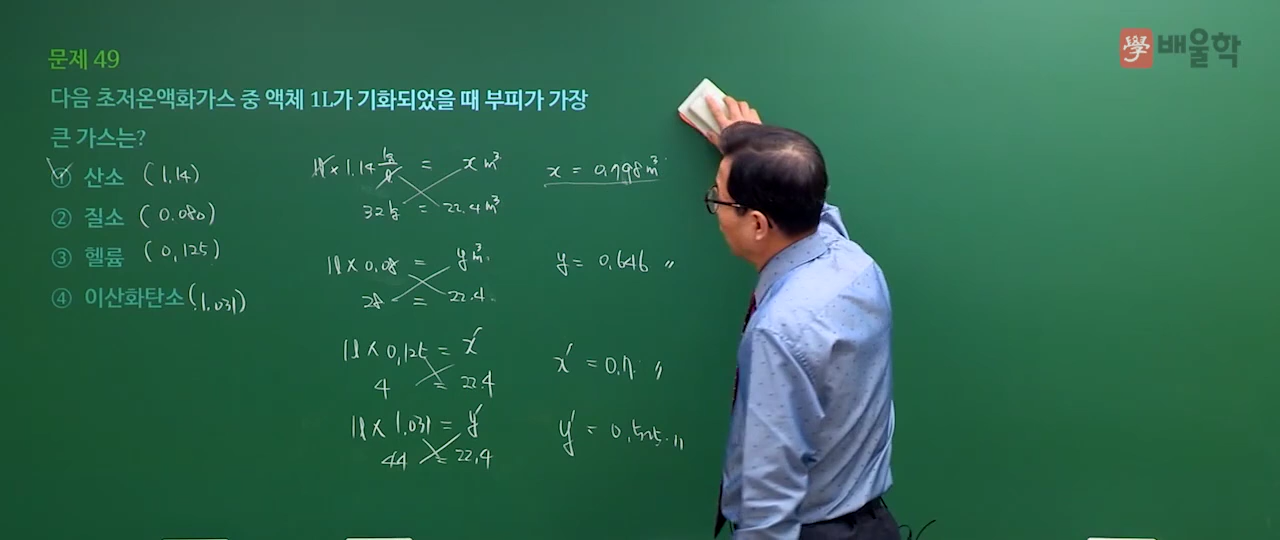 學 배울학
문제 49
다음 초저온액화가스 중 액체 1L가 기화되었을 때 부피가 가장
큰 가스는?
① 산소 (1.14)
② 질소 (0.080)
③ 헬륨 (0,125)
④ 이산화탄소 (1.031)
1ℓ × 1.14 kg/ℓ = x m³
32 kg = 22.4 m³
x = 0.798 m³
1ℓ × 0.08 = y m³
28 = 22.4
y = 0.646 〃
1ℓ × 0,125 = x′
4 = 22.4
x′ = 0.7 〃
1ℓ × 1.031 = y′
44 = 22.4
y′ = 0.525 〃